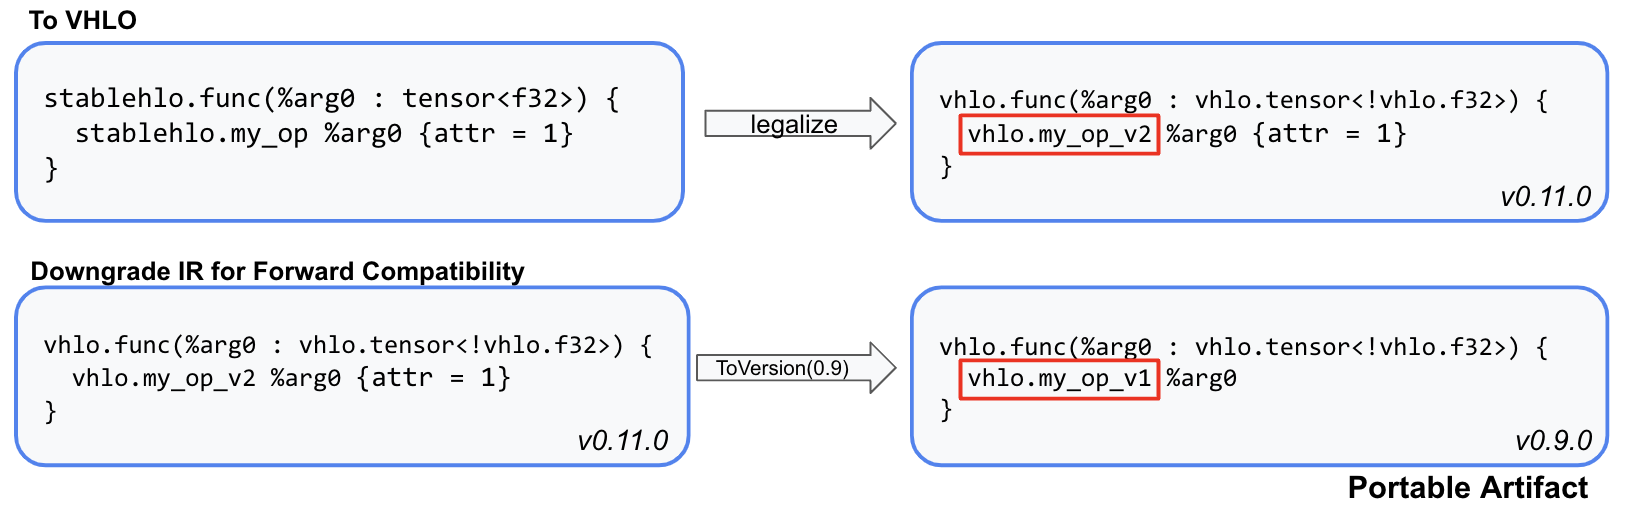 To VHLO
stablehlo.func(%arg0 : tensor<f32>) {
stablehlo.my_op %arg0 {attr = 1}
}
legalize
vhlo.func(%arg0 : vhlo.tensor<!vhlo.f32>) {
vhlo.my_op_v2 %arg0 {attr = 1}
}
v0.11.0
Downgrade IR for Forward Compatibility
vhlo.func(%arg0 : vhlo.tensor<!vhlo.f32>) {
vhlo.my_op_v2 %arg0 {attr = 1}
}
v0.11.0
ToVersion(0.9)
vhlo.func(%arg0 : vhlo.tensor<!vhlo.f32>) {
vhlo.my_op_v1 %arg0
}
v0.9.0
Portable Artifact